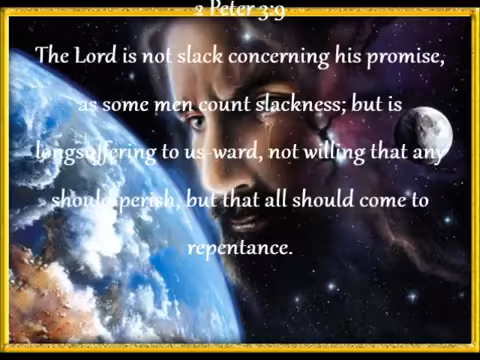 2 Peter 3:9
The Lord is not slack concerning his promise,
as some men count slackness; but is
longsuffering to us-ward, not willing that any
should perish, but that all should come to
repentance.